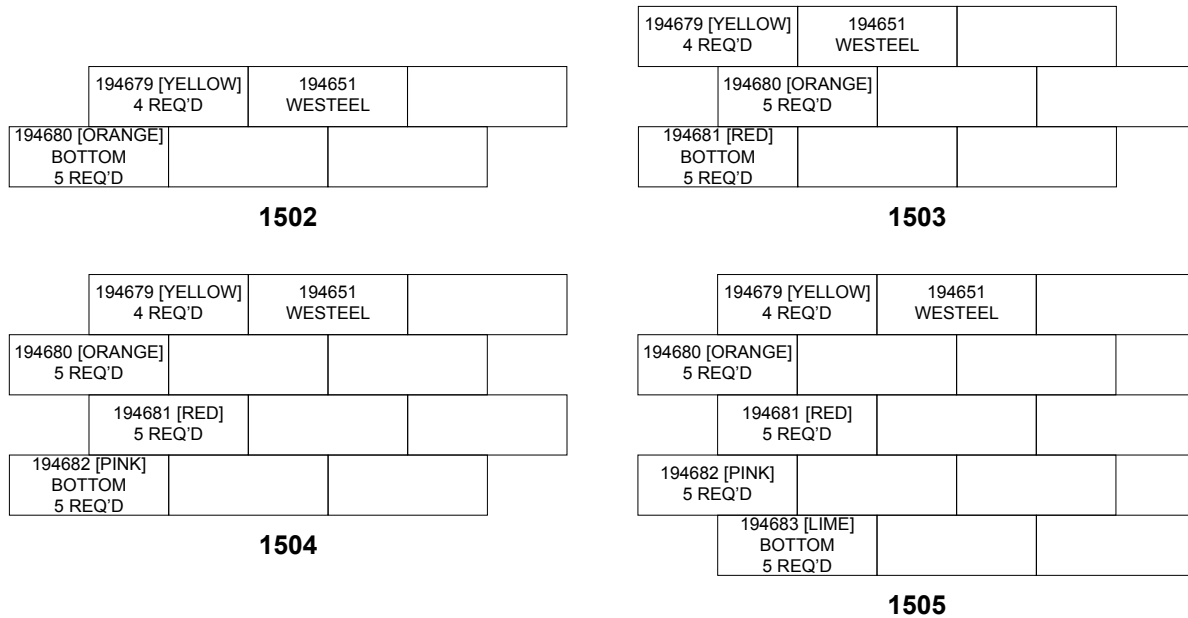 194679 [YELLOW]
4 REQ’D
194651
WESTEEL
194680 [ORANGE]
BOTTOM
5 REQ’D
1502
194679 [YELLOW]
4 REQ’D
194651
WESTEEL
194680 [ORANGE]
5 REQ’D
194681 [RED]
BOTTOM
5 REQ’D
1503
194679 [YELLOW]
4 REQ’D
194651
WESTEEL
194680 [ORANGE]
5 REQ’D
194681 [RED]
5 REQ’D
194682 [PINK]
BOTTOM
5 REQ’D
1504
194679 [YELLOW]
4 REQ’D
194651
WESTEEL
194680 [ORANGE]
5 REQ’D
194681 [RED]
5 REQ’D
194682 [PINK]
5 REQ’D
194683 [LIME]
BOTTOM
5 REQ’D
1505